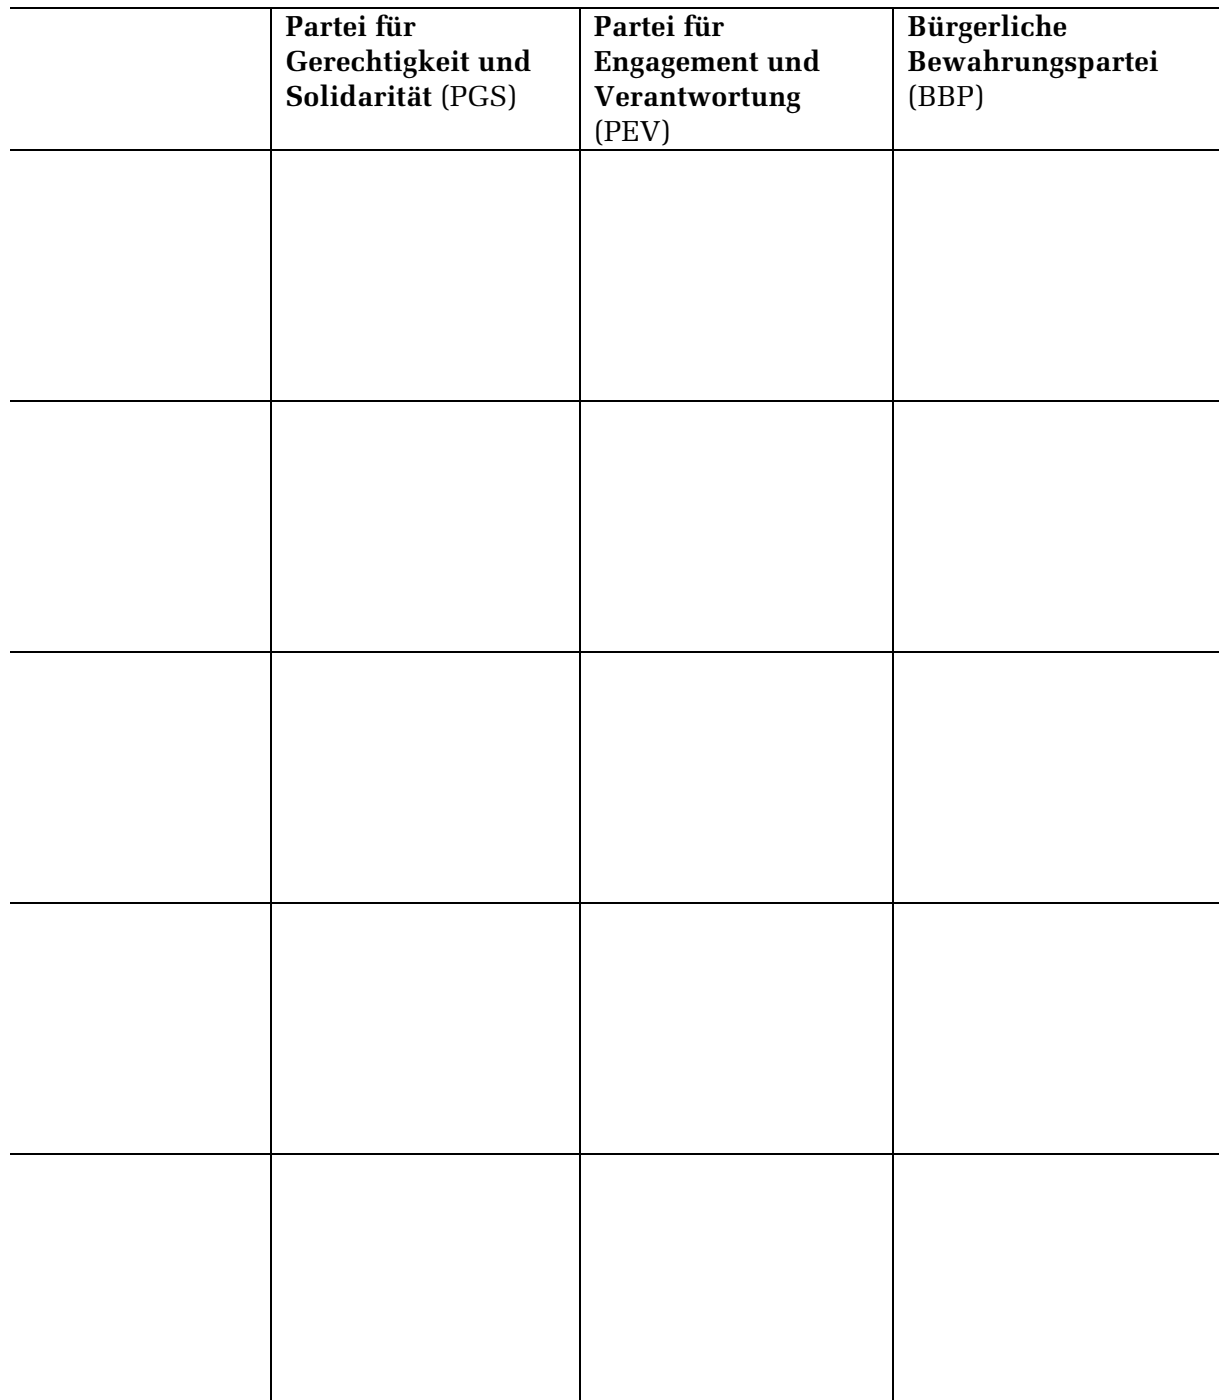 Partei für
Gerechtigkeit und
Solidarität (PGS)
Partei für
Engagement und
Verantwortung
(PEV)
Bürgerliche
Bewahrungspartei
(BBP)